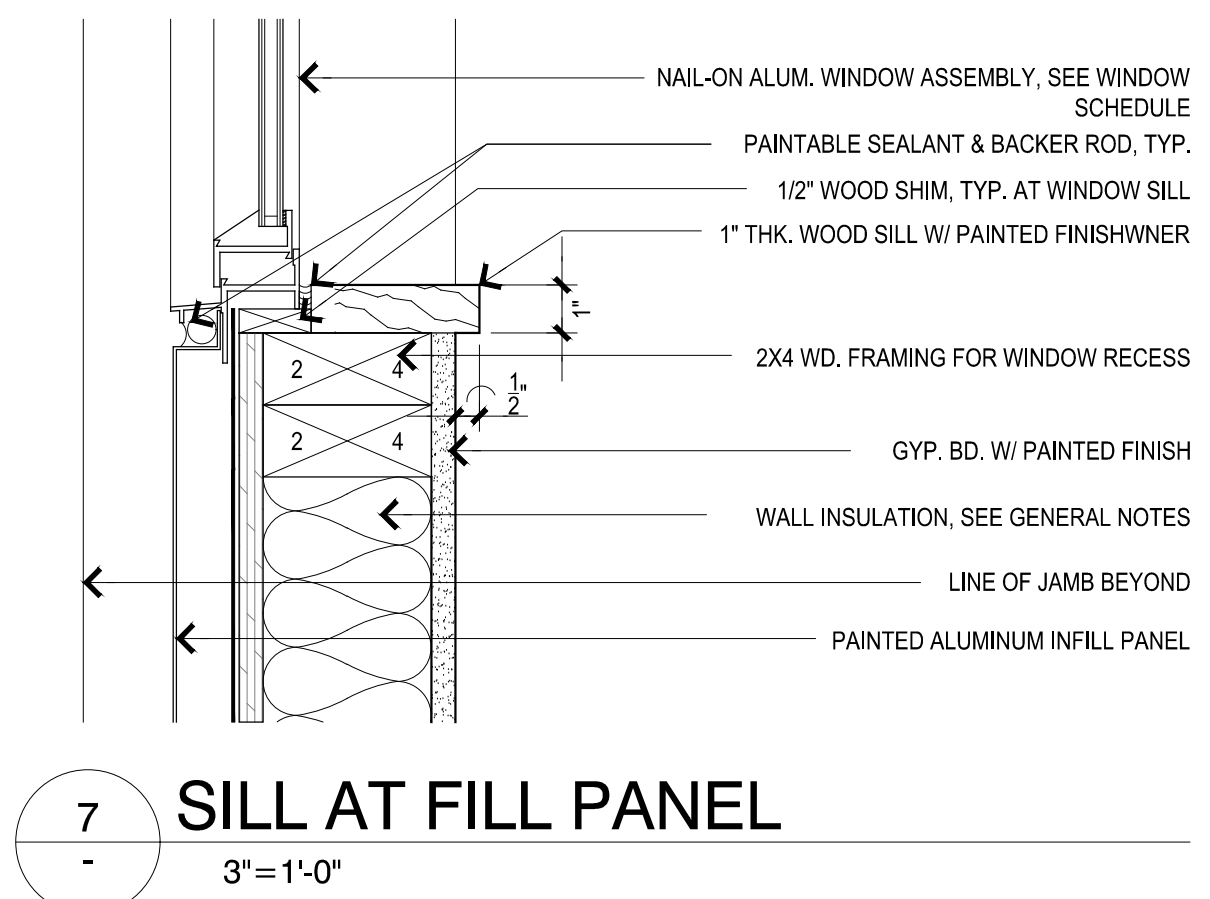 NAIL-ON ALUM. WINDOW ASSEMBLY, SEE WINDOW
SCHEDULE
PAINTABLE SEALANT & BACKER ROD, TYP.
1/2" WOOD SHIM, TYP. AT WINDOW SILL
1" THK. WOOD SILL W/ PAINTED FINISHWNER
1"
2X4 WD. FRAMING FOR WINDOW RECESS
2 4
1/2"
2 4
GYP. BD. W/ PAINTED FINISH
WALL INSULATION, SEE GENERAL NOTES
LINE OF JAMB BEYOND
PAINTED ALUMINUM INFILL PANEL
7
-
SILL AT FILL PANEL
3"=1'-0"